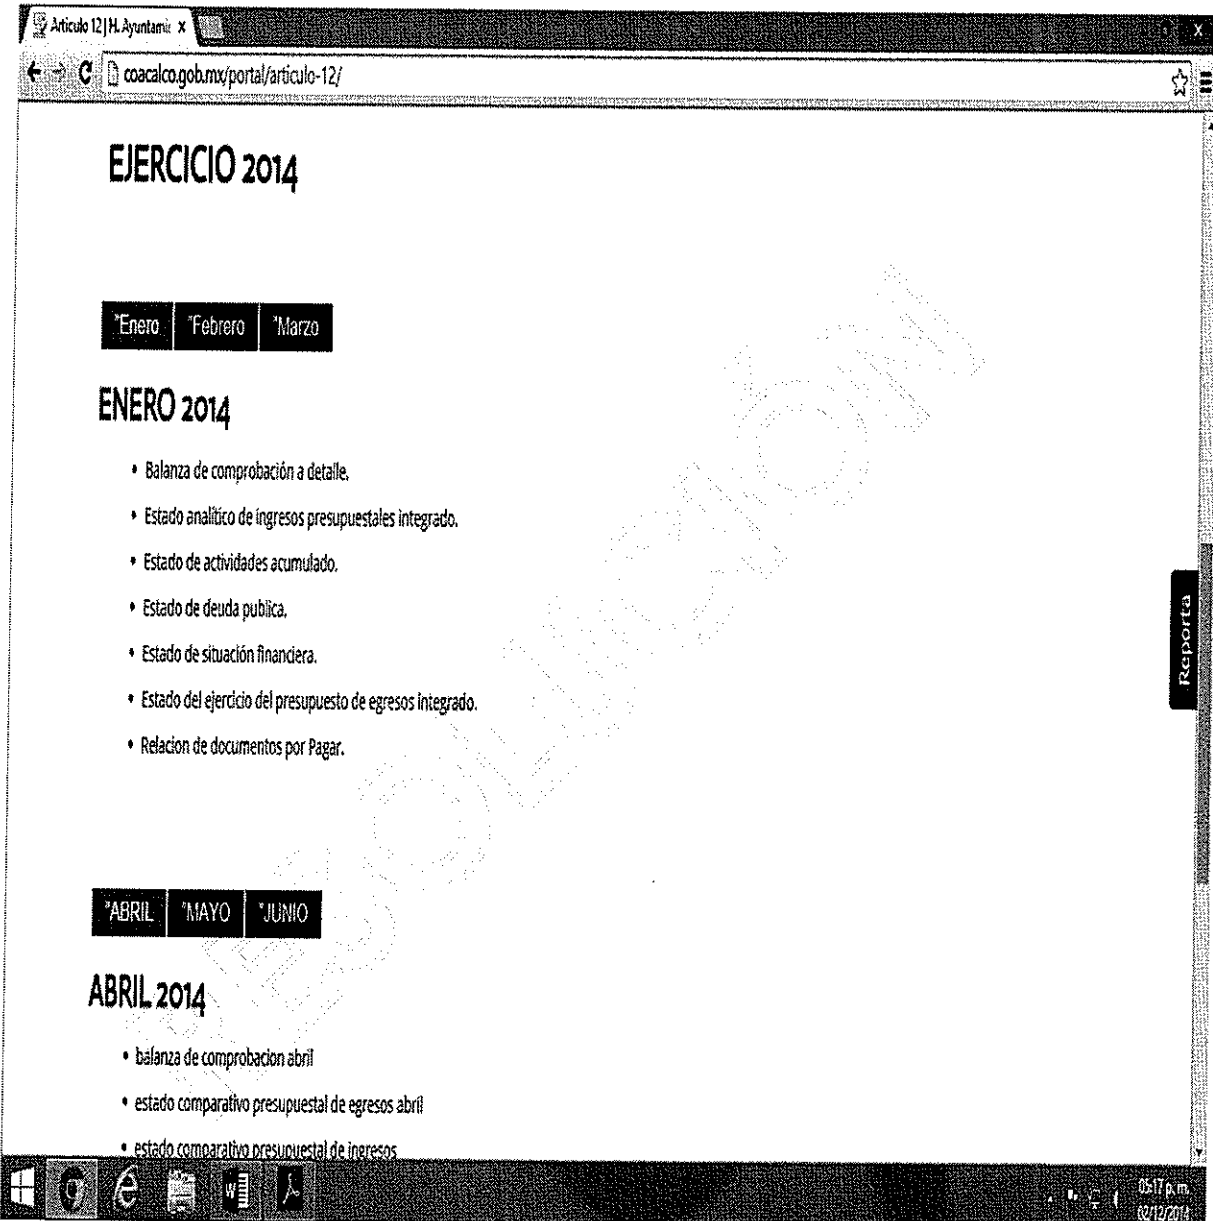 Articulo 12 | H. Ayuntamie x
coacalco.gob.mx/portal/articulo-12/
EJERCICIO 2014
*Enero *Febrero *Marzo
ENERO 2014
• Balanza de comprobación a detalle.
• Estado analítico de ingresos presupuestales integrado.
• Estado de actividades acumulado.
• Estado de deuda publica.
• Estado de situación financiera.
• Estado del ejercicio del presupuesto de egresos integrado.
• Relacion de documentos por Pagar.
Reporta
*ABRIL *MAYO *JUNIO
ABRIL 2014
• balanza de comprobacion abril
• estado comparativo presupuestal de egresos abril
• estado comparativo presupuestal de ingresos
05:17 p. m.
02/12/2014
RESOLUCIÓN